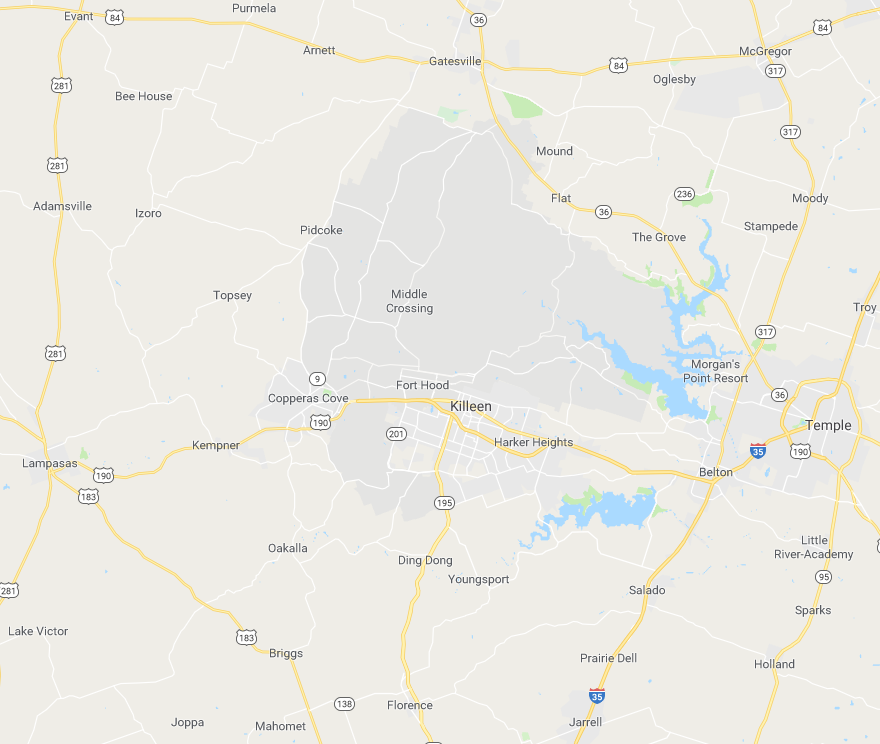 Purmela
Evant
84
36
84
Arnett
Gatesville
84
McGregor
317
Oglesby
281
Bee House
317
Mound
281
236
Flat
36
Moody
Adamsville
Izoro
Stampede
Pidcoke
The Grove
Topsey
Middle
Crossing
Troy
317
281
Morgan's
Point Resort
9
Fort Hood
36
Copperas Cove
Killeen
190
201
Temple
Kempner
Harker Heights
35
190
Lampasas
190
Belton
183
195
Oakalla
Little
River-Academy
Ding Dong
Youngsport
95
281
Salado
Sparks
Lake Victor
183
Briggs
Prairie Dell
Holland
35
138
Florence
Joppa
Mahomet
Jarrell